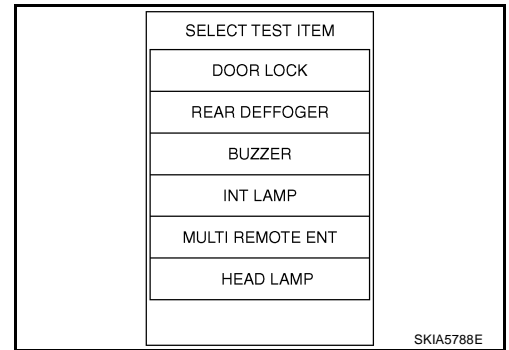 SELECT TEST ITEM
DOOR LOCK
REAR DEFFOGER
BUZZER
INT LAMP
MULTI REMOTE ENT
HEAD LAMP
SKIA5788E